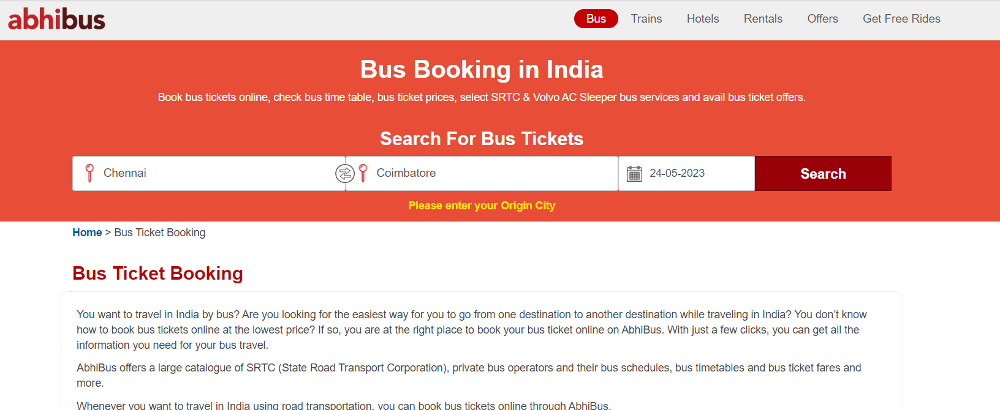 abhibus
Bus Trains Hotels Rentals Offers Get Free Rides
Bus Booking in India
Book bus tickets online, check bus time table, bus ticket prices, select SRTC & Volvo AC Sleeper bus services and avail bus ticket offers.
Search For Bus Tickets
Chennai Coimbatore 24-05-2023 Search
Please enter your Origin City
Home > Bus Ticket Booking
Bus Ticket Booking
You want to travel in India by bus? Are you looking for the easiest way for you to go from one destination to another destination while traveling in India? You don’t know
how to book bus tickets online at the lowest price? If so, you are at the right place to book your bus ticket online on AbhiBus. With just a few clicks, you can get all the
information you need for your bus travel.
AbhiBus offers a large catalogue of SRTC (State Road Transport Corporation), private bus operators and their bus schedules, bus timetables and bus ticket fares and
more.
Whenever you want to travel in India using road transportation, you can book bus tickets online through AbhiBus.